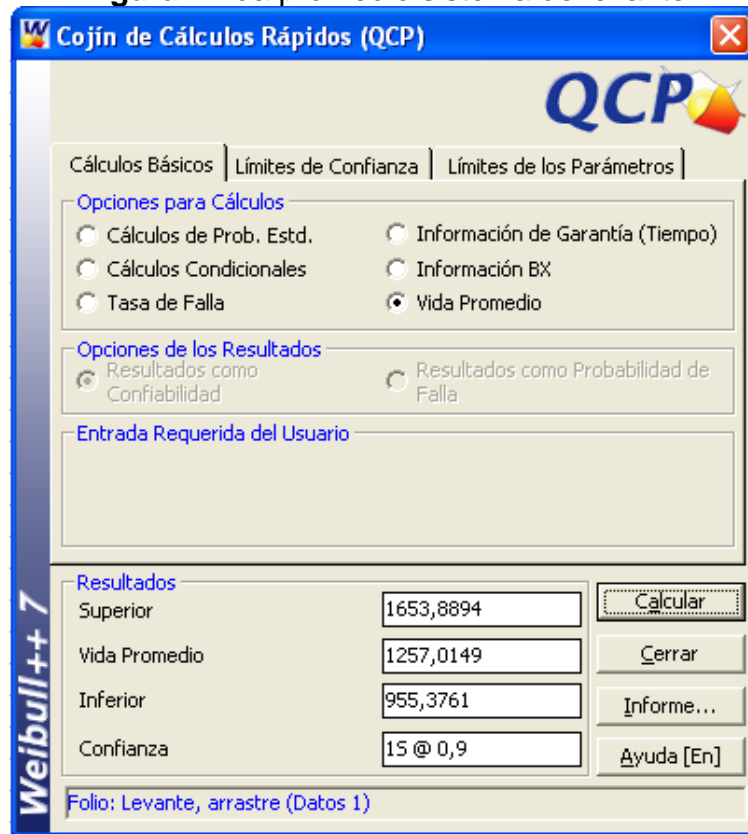 Cojín de Cálculos Rápidos (QCP)
QCP
Cálculos Básicos
Límites de Confianza
Límites de los Parámetros
Opciones para Cálculos
Cálculos de Prob. Estd.
Información de Garantía (Tiempo)
Cálculos Condicionales
Información BX
Tasa de Falla
Vida Promedio
Opciones de los Resultados
Resultados como Confiabilidad
Resultados como Probabilidad de Falla
Entrada Requerida del Usuario
Resultados
Superior
1653,8894
Calcular
Vida Promedio
1257,0149
Cerrar
Inferior
955,3761
Informe...
Confianza
1S @ 0,9
Ayuda [En]
Folio: Levante, arrastre (Datos 1)
Weibull++ 7